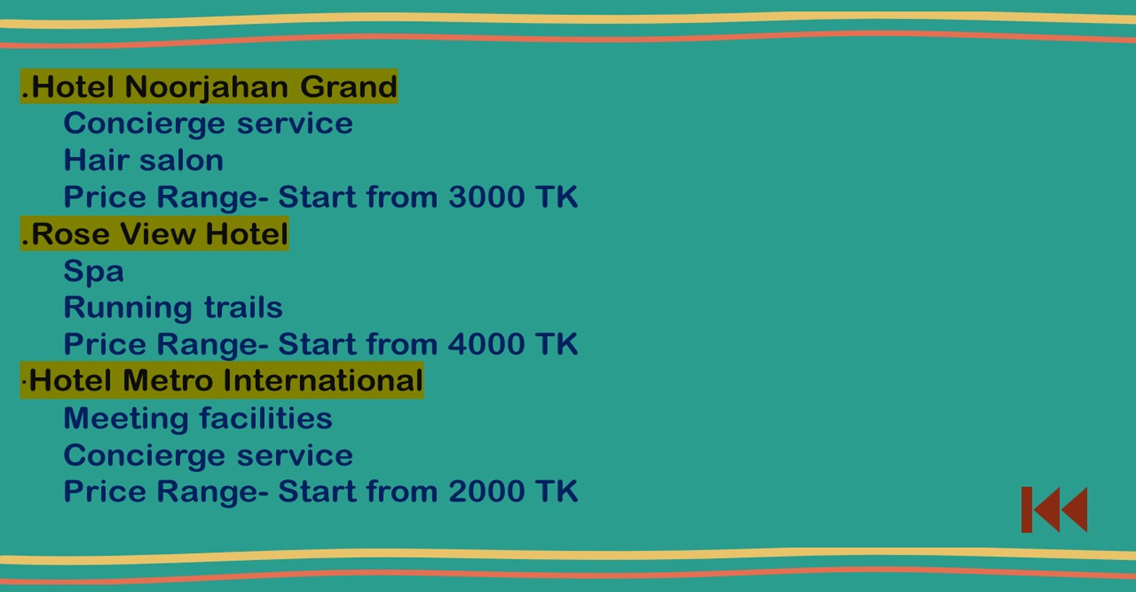 .Hotel Noorjahan Grand
Concierge service
Hair salon
Price Range- Start from 3000 TK
.Rose View Hotel
Spa
Running trails
Price Range- Start from 4000 TK
·Hotel Metro International
Meeting facilities
Concierge service
Price Range- Start from 2000 TK